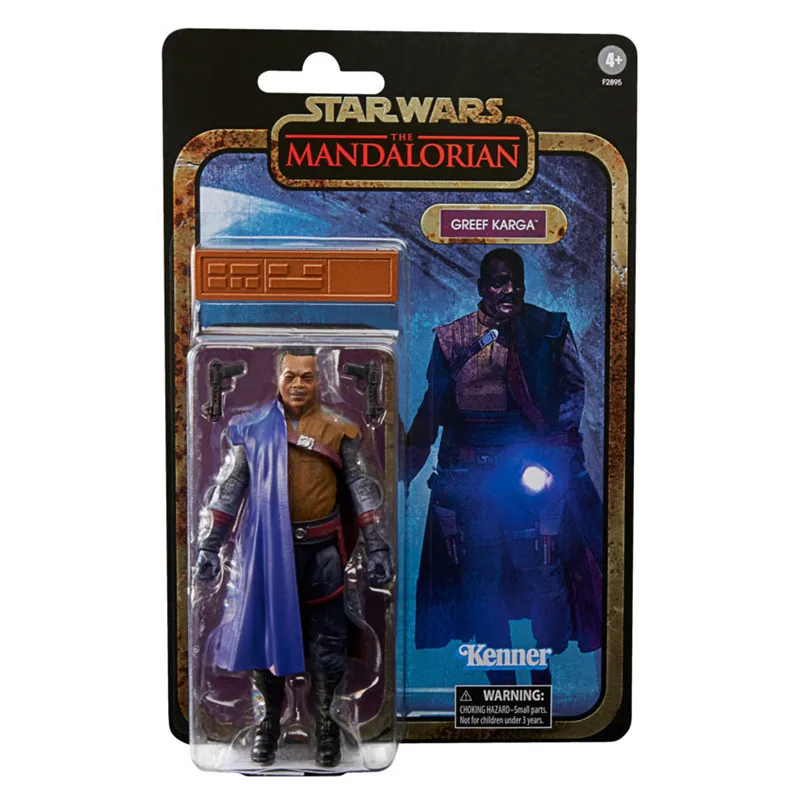 4+
F2895
STAR WARS
THE
MANDALORIAN
GREEF KARGA™
Kenner
WARNING:
CHOKING HAZARD–Small parts.
Not for children under 3 years.